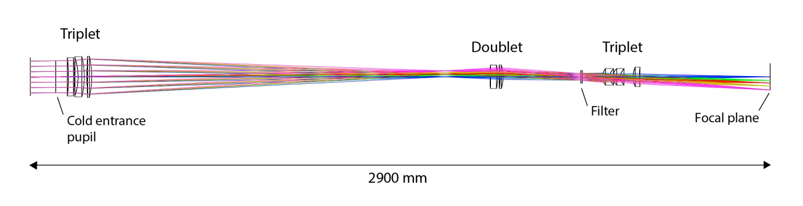 Triplet
Doublet
Triplet
Cold entrance
pupil
Filter
Focal plane
2900 mm